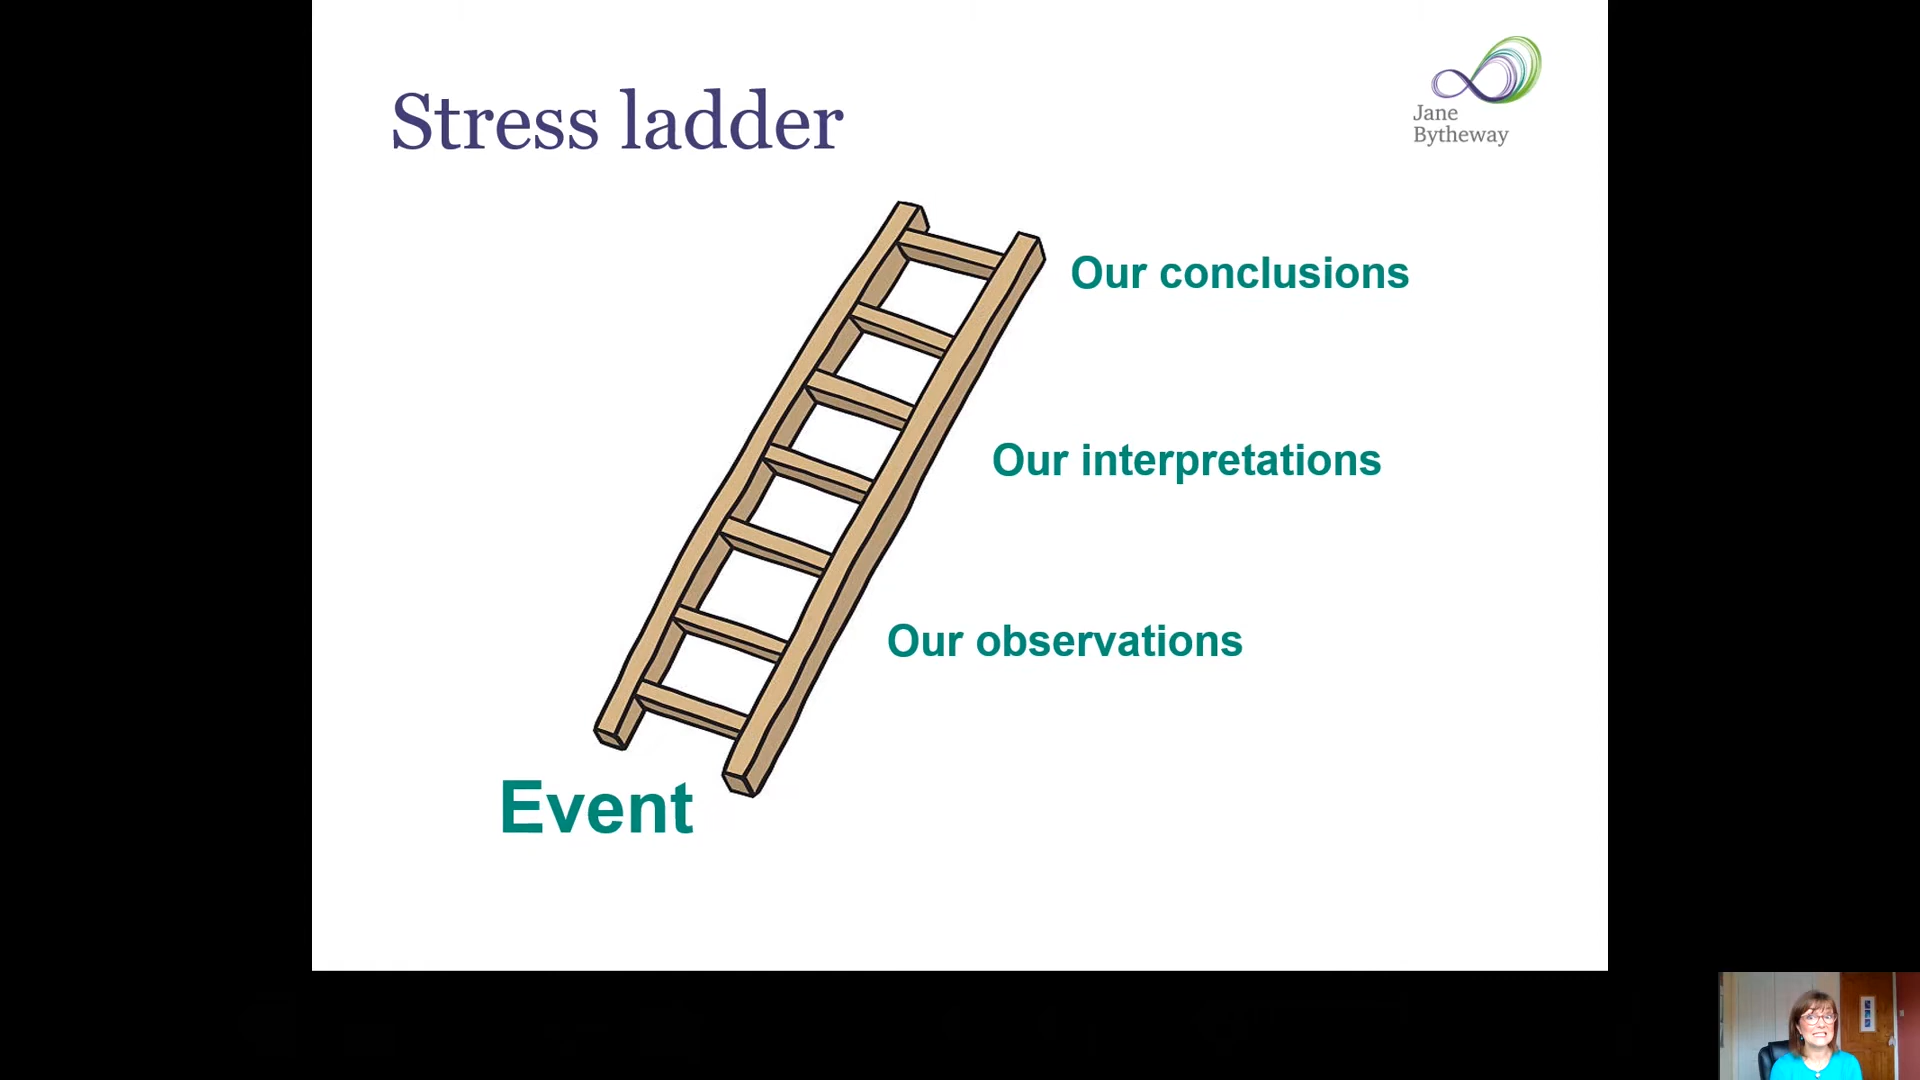 Stress ladder
Jane
Bytheway
Our conclusions
Our interpretations
Our observations
Event